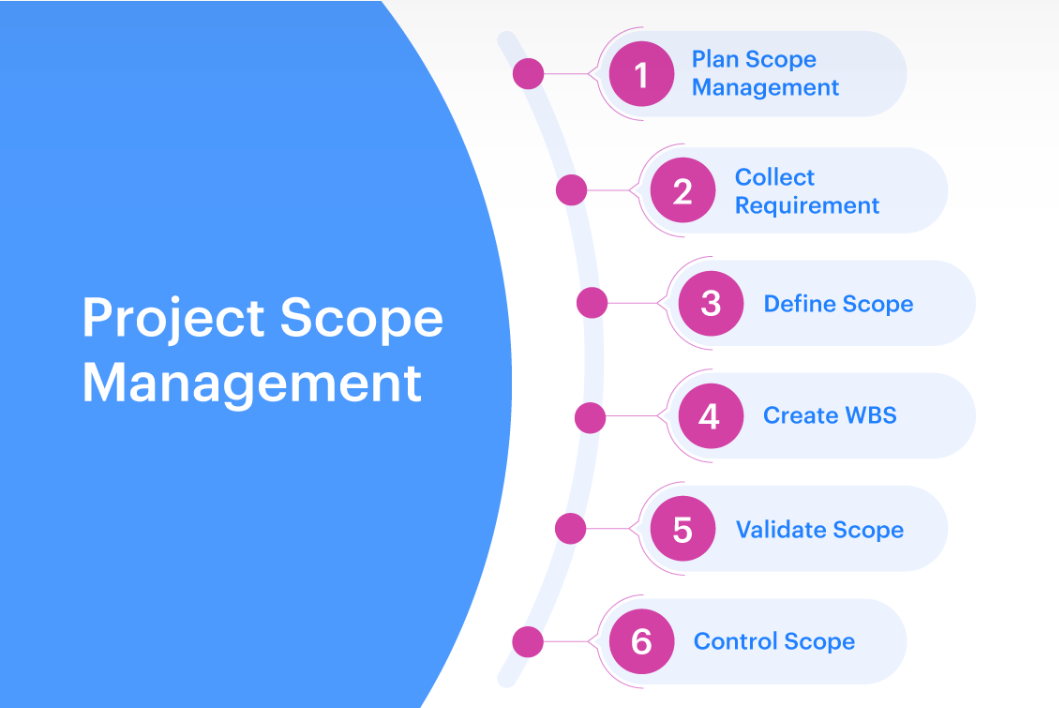 Project Scope
Management
1
Plan Scope
Management
2
Collect
Requirement
3
Define Scope
4
Create WBS
5
Validate Scope
6
Control Scope